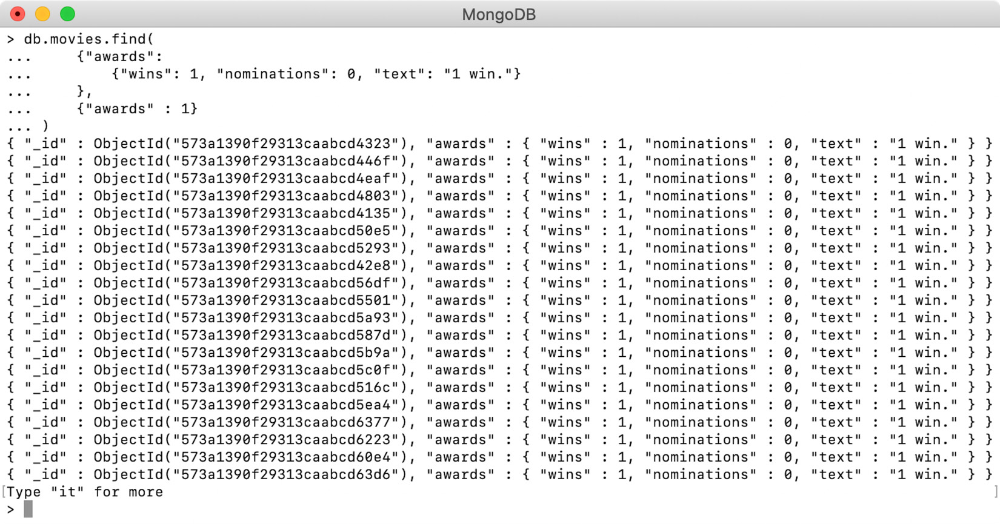 MongoDB
> db.movies.find(
...     {"awards":
...         {"wins": 1, "nominations": 0, "text": "1 win."}
...     },
...     {"awards" : 1}
... )
{ "_id" : ObjectId("573a1390f29313caabcd4323"), "awards" : { "wins" : 1, "nominations" : 0, "text" : "1 win." } }
{ "_id" : ObjectId("573a1390f29313caabcd446f"), "awards" : { "wins" : 1, "nominations" : 0, "text" : "1 win." } }
{ "_id" : ObjectId("573a1390f29313caabcd4eaf"), "awards" : { "wins" : 1, "nominations" : 0, "text" : "1 win." } }
{ "_id" : ObjectId("573a1390f29313caabcd4803"), "awards" : { "wins" : 1, "nominations" : 0, "text" : "1 win." } }
{ "_id" : ObjectId("573a1390f29313caabcd4135"), "awards" : { "wins" : 1, "nominations" : 0, "text" : "1 win." } }
{ "_id" : ObjectId("573a1390f29313caabcd50e5"), "awards" : { "wins" : 1, "nominations" : 0, "text" : "1 win." } }
{ "_id" : ObjectId("573a1390f29313caabcd5293"), "awards" : { "wins" : 1, "nominations" : 0, "text" : "1 win." } }
{ "_id" : ObjectId("573a1390f29313caabcd42e8"), "awards" : { "wins" : 1, "nominations" : 0, "text" : "1 win." } }
{ "_id" : ObjectId("573a1390f29313caabcd56df"), "awards" : { "wins" : 1, "nominations" : 0, "text" : "1 win." } }
{ "_id" : ObjectId("573a1390f29313caabcd5501"), "awards" : { "wins" : 1, "nominations" : 0, "text" : "1 win." } }
{ "_id" : ObjectId("573a1390f29313caabcd5a93"), "awards" : { "wins" : 1, "nominations" : 0, "text" : "1 win." } }
{ "_id" : ObjectId("573a1390f29313caabcd587d"), "awards" : { "wins" : 1, "nominations" : 0, "text" : "1 win." } }
{ "_id" : ObjectId("573a1390f29313caabcd5b9a"), "awards" : { "wins" : 1, "nominations" : 0, "text" : "1 win." } }
{ "_id" : ObjectId("573a1390f29313caabcd5c0f"), "awards" : { "wins" : 1, "nominations" : 0, "text" : "1 win." } }
{ "_id" : ObjectId("573a1390f29313caabcd516c"), "awards" : { "wins" : 1, "nominations" : 0, "text" : "1 win." } }
{ "_id" : ObjectId("573a1390f29313caabcd5ea4"), "awards" : { "wins" : 1, "nominations" : 0, "text" : "1 win." } }
{ "_id" : ObjectId("573a1390f29313caabcd6377"), "awards" : { "wins" : 1, "nominations" : 0, "text" : "1 win." } }
{ "_id" : ObjectId("573a1390f29313caabcd6223"), "awards" : { "wins" : 1, "nominations" : 0, "text" : "1 win." } }
{ "_id" : ObjectId("573a1390f29313caabcd60e4"), "awards" : { "wins" : 1, "nominations" : 0, "text" : "1 win." } }
{ "_id" : ObjectId("573a1390f29313caabcd63d6"), "awards" : { "wins" : 1, "nominations" : 0, "text" : "1 win." } }
[Type "it" for more ]
>